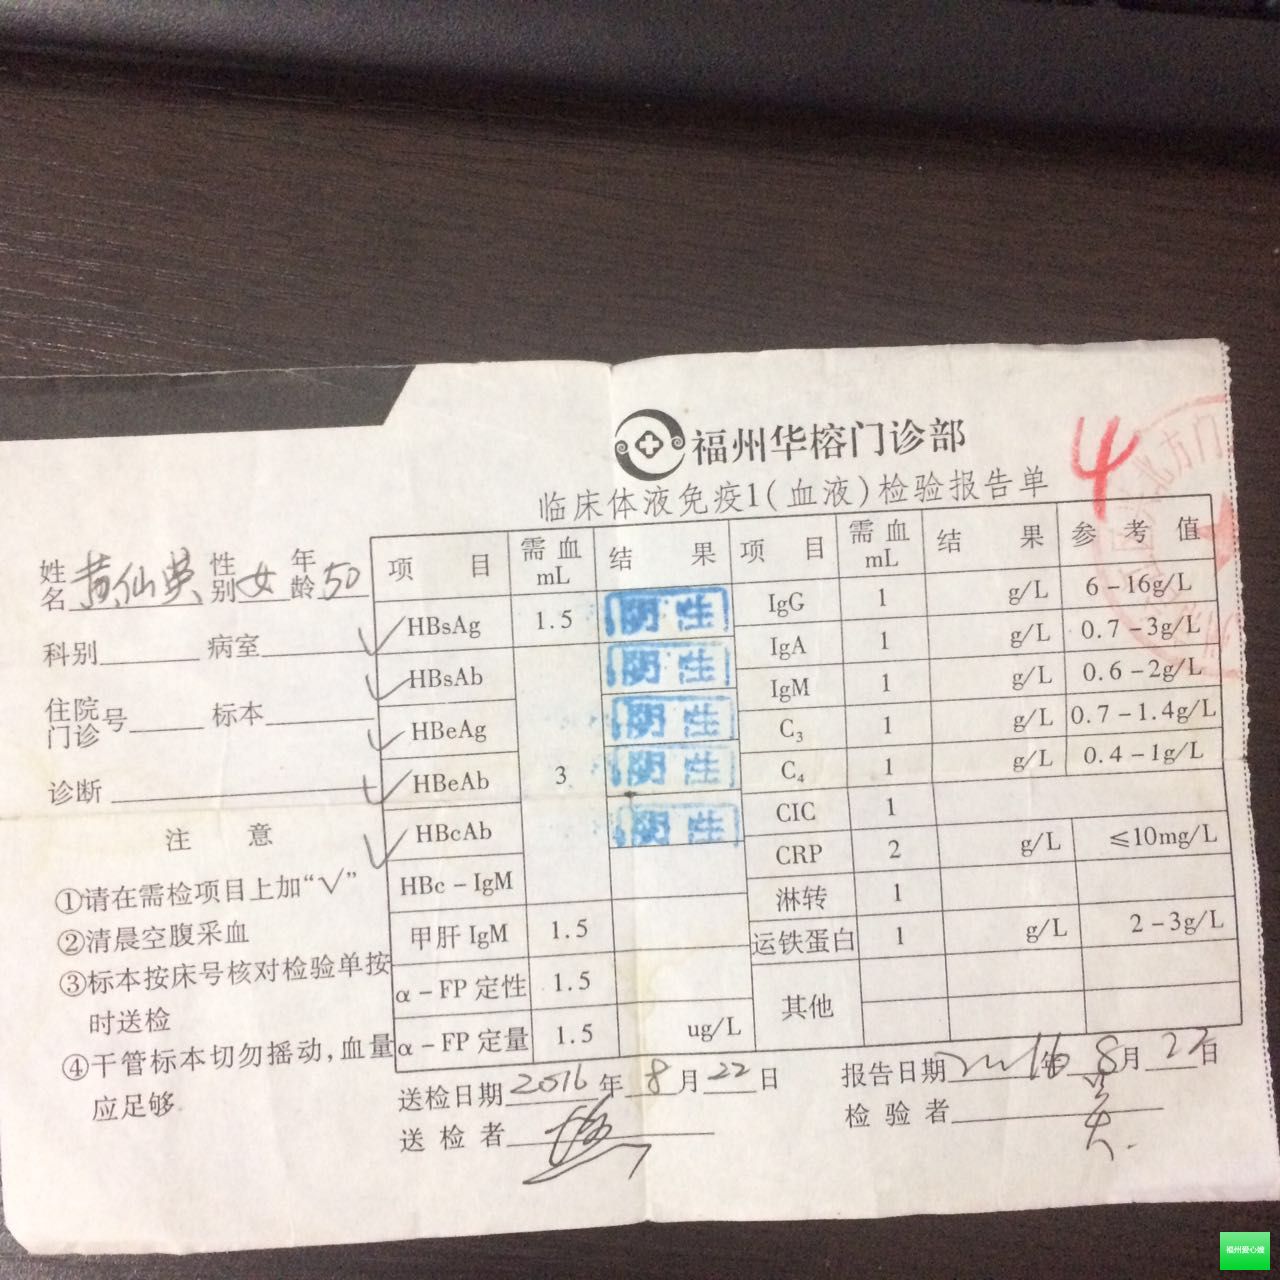 福州华榕门诊部
临床体液免疫1(血液)检验报告单
4
姓名 黄仙英 性别 女 年龄 50
科别 病室
住院门诊号 标本
诊断
注 意
①请在需检项目上加“√”
②清晨空腹采血
③标本按床号核对检验单按
时送检
④干管标本切勿摇动,血量
应足够
项 目 需血mL 结 果 项 目 需血mL 结 果 参 考 值
√ HBsAg 1.5 阴性 IgG 1 g/L 6-16g/L
√ HBsAb 阴性 IgA 1 g/L 0.7-3g/L
√ HBeAg 阴性 IgM 1 g/L 0.6-2g/L
√ HBeAb 3 阴性 C3 1 g/L 0.7-1.4g/L
√ HBcAb 阴性 C4 1 g/L 0.4-1g/L
HBc-IgM CIC 1
甲肝 IgM 1.5 CRP 2 g/L ≤10mg/L
α-FP 定性 1.5 淋转 1
α-FP 定量 1.5 ug/L 运铁蛋白 1 g/L 2-3g/L
其他
送检日期 2016 年 8 月 22 日 报告日期 2016 年 8 月 22 日
送检者 检验者
北方门
福州爱心嫂